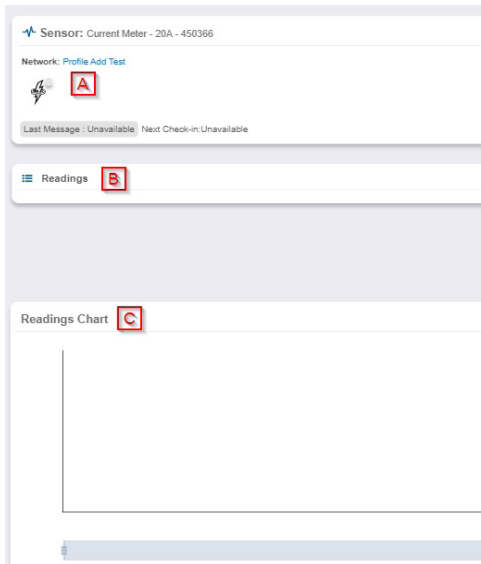 Sensor: Current Meter - 20A - 450366
Network: Profile Add Test
A
Last Message : Unavailable Next Check-in:Unavailable
Readings B
Readings Chart C